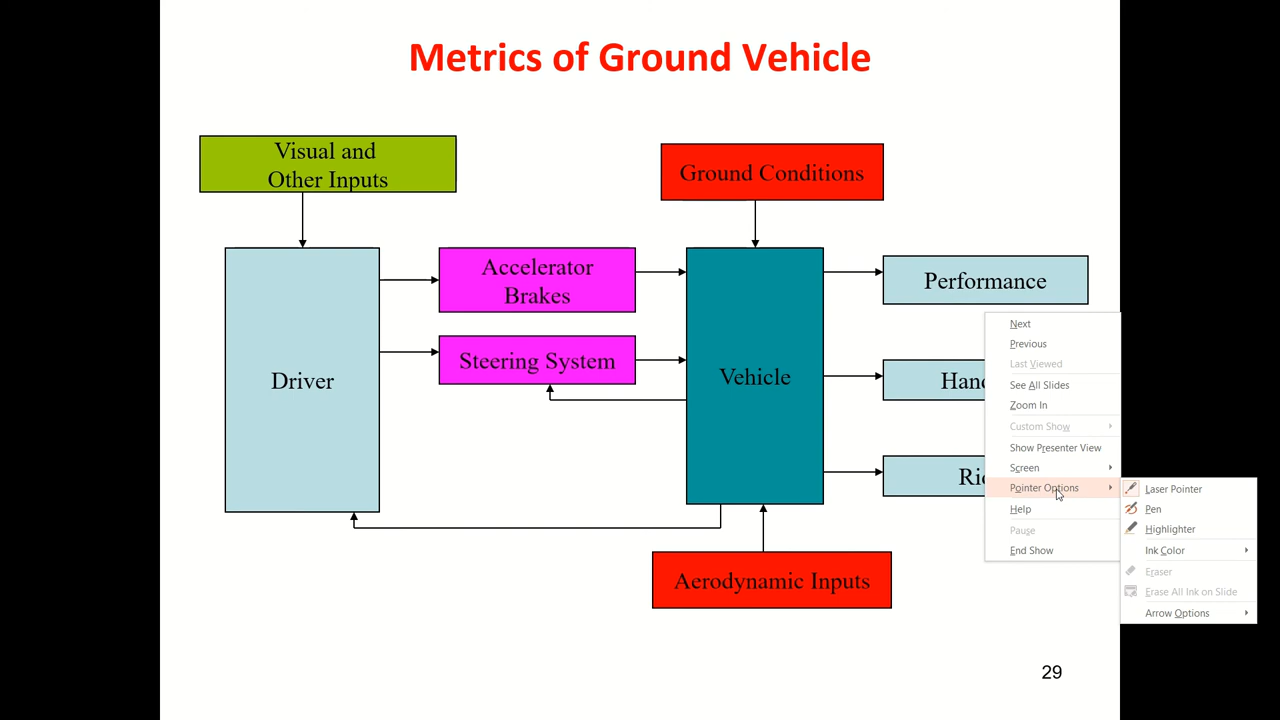 Metrics of Ground Vehicle
Visual and
Other Inputs
Ground Conditions
Accelerator
Brakes
Performance
Steering System
Driver
Vehicle
Aerodynamic Inputs
29
Next
Previous
Last Viewed
See All Slides
Zoom In
Custom Show
Show Presenter View
Screen
Pointer Options
Help
Pause
End Show
Laser Pointer
Pen
Highlighter
Ink Color
Eraser
Erase All Ink on Slide
Arrow Options